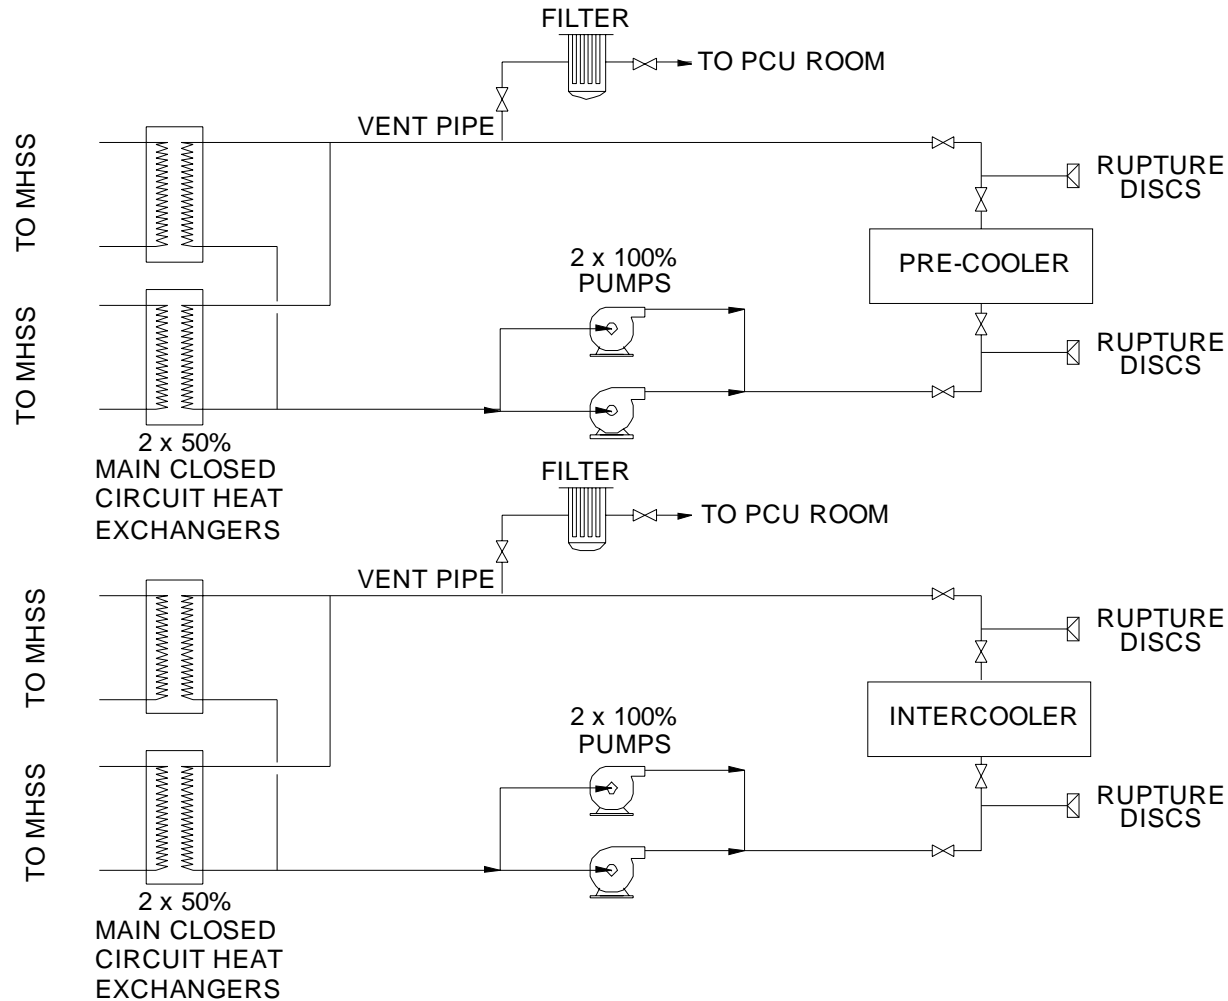 FILTER
TO PCU ROOM
VENT PIPE
TO MHSS
RUPTURE
DISCS
2 x 100%
PUMPS
PRE-COOLER
TO MHSS
RUPTURE
DISCS
2 x 50%
MAIN CLOSED
CIRCUIT HEAT
EXCHANGERS
FILTER
TO PCU ROOM
VENT PIPE
TO MHSS
RUPTURE
DISCS
2 x 100%
PUMPS
INTERCOOLER
TO MHSS
RUPTURE
DISCS
2 x 50%
MAIN CLOSED
CIRCUIT HEAT
EXCHANGERS